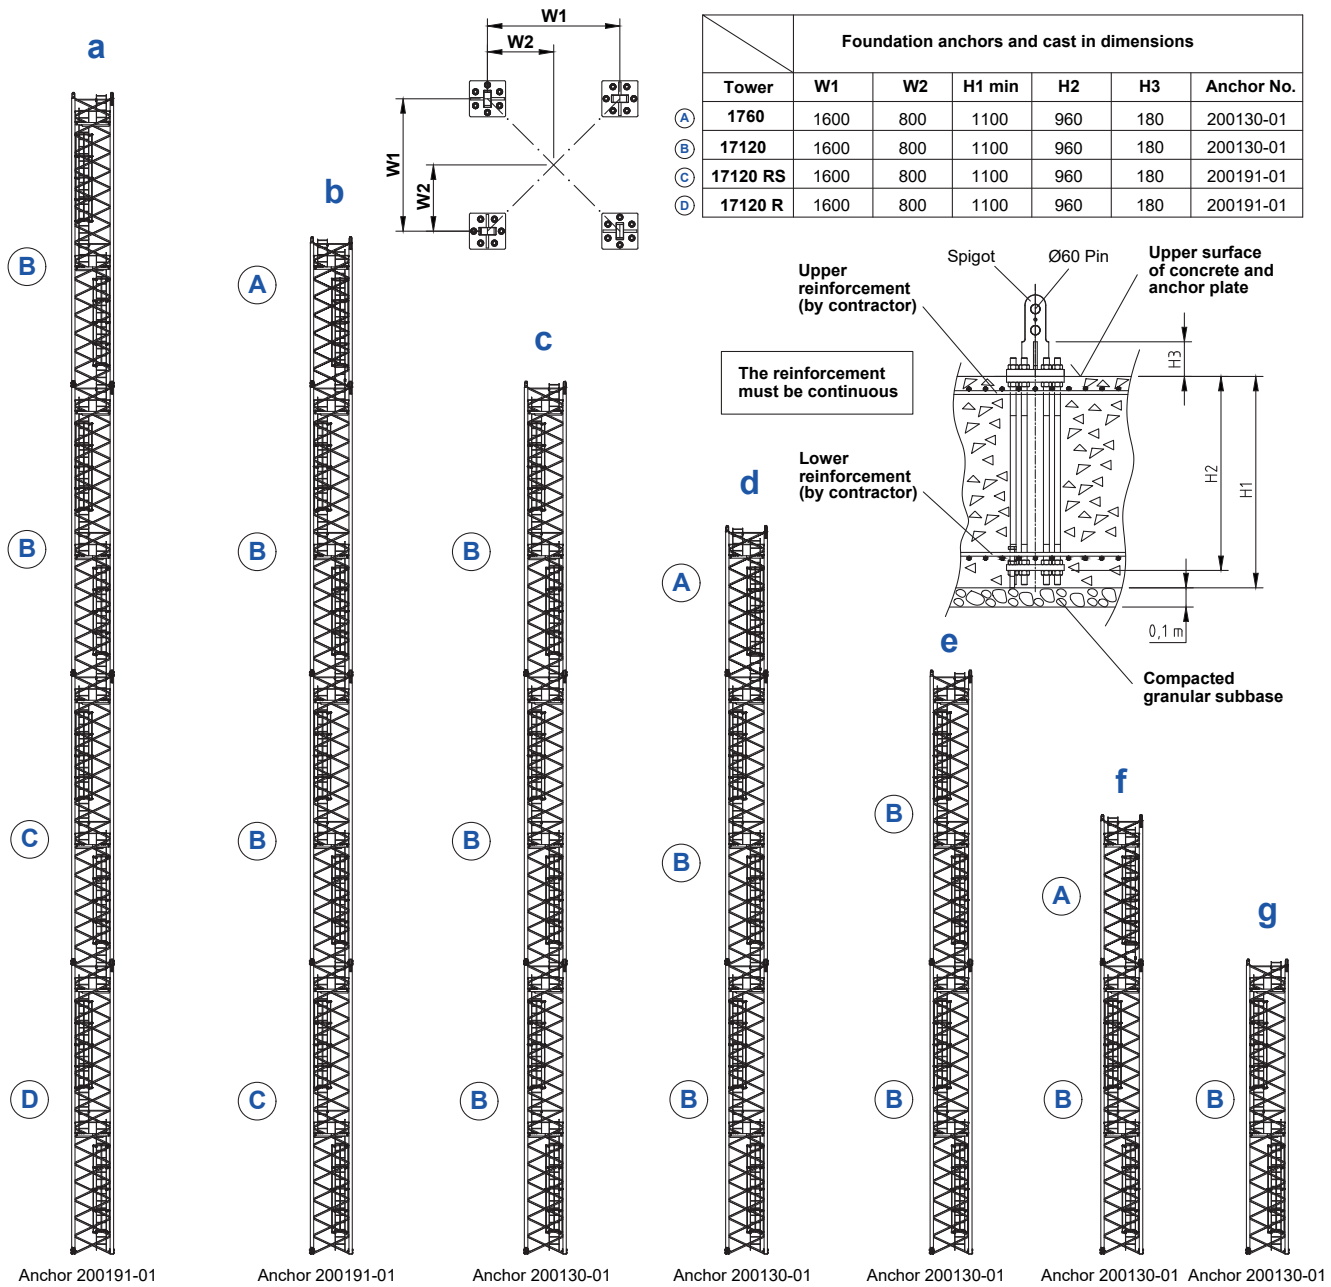 a
b
c
d
e
f
g
W1
W2
W1
W2
Foundation anchors and cast in dimensions
Tower W1 W2 H1 min H2 H3 Anchor No.
A 1760 1600 800 1100 960 180 200130-01
B 17120 1600 800 1100 960 180 200130-01
C 17120 RS 1600 800 1100 960 180 200191-01
D 17120 R 1600 800 1100 960 180 200191-01
Spigot
Ø60 Pin
Upper
reinforcement
(by contractor)
Upper surface
of concrete and
anchor plate
The reinforcement
must be continuous
Lower
reinforcement
(by contractor)
H3
H2
H1
0,1 m
Compacted
granular subbase
B
B
C
D
A
B
B
C
B
B
B
A
B
B
B
B
A
B
B
Anchor 200191-01
Anchor 200191-01
Anchor 200130-01
Anchor 200130-01
Anchor 200130-01
Anchor 200130-01
Anchor 200130-01